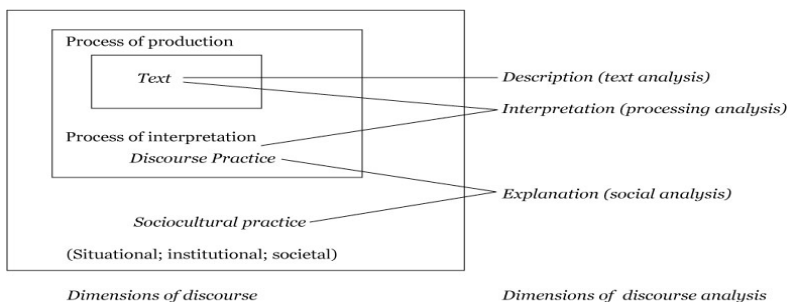 Process of production
Text
Description (text analysis)
Interpretation (processing analysis)
Process of interpretation
Discourse Practice
Explanation (social analysis)
Sociocultural practice
(Situational; institutional; societal)
Dimensions of discourse
Dimensions of discourse analysis